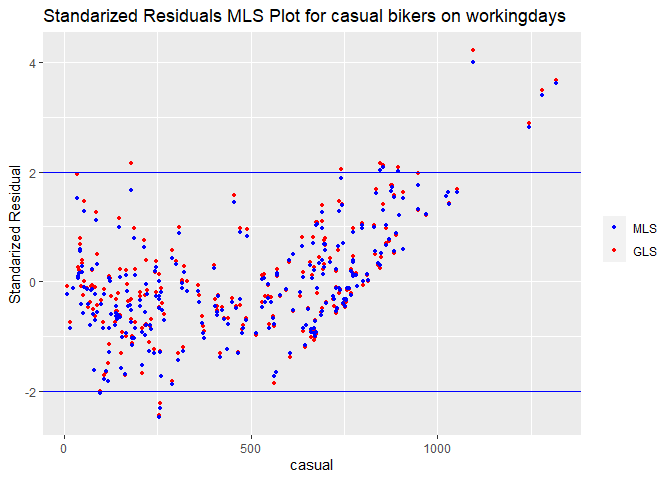 Standarized Residuals MLS Plot for casual bikers on workingdays
Standarized Residual
4
2
0
-2
0
500
1000
casual
MLS
GLS